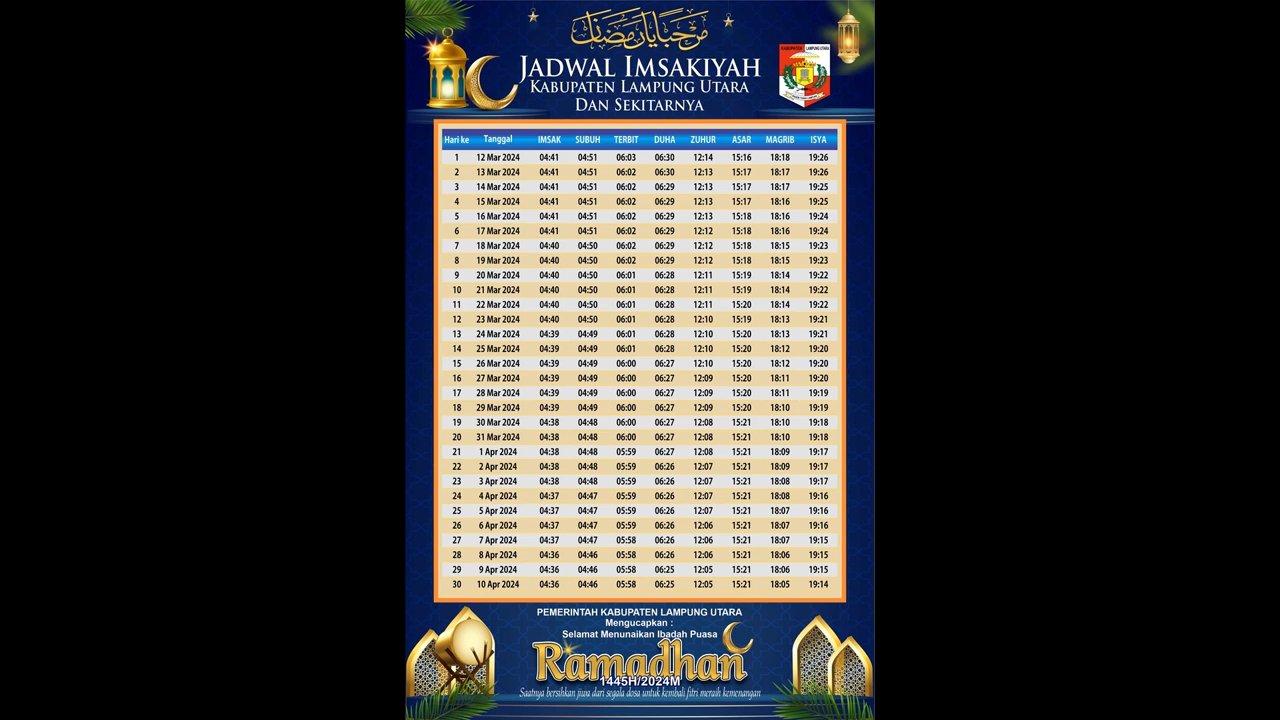 مرحبا يا رمضان
JADWAL IMSAKIYAH
KABUPATEN LAMPUNG UTARA
DAN SEKITARNYA
KABUPATEN LAMPUNG UTARA
Hari ke Tanggal IMSAK SUBUH TERBIT DUHA ZUHUR ASAR MAGRIB ISYA
1 12 Mar 2024 04:41 04:51 06:03 06:30 12:14 15:16 18:18 19:26
2 13 Mar 2024 04:41 04:51 06:02 06:30 12:13 15:17 18:17 19:26
3 14 Mar 2024 04:41 04:51 06:02 06:29 12:13 15:17 18:17 19:25
4 15 Mar 2024 04:41 04:51 06:02 06:29 12:13 15:17 18:16 19:25
5 16 Mar 2024 04:41 04:51 06:02 06:29 12:13 15:18 18:16 19:24
6 17 Mar 2024 04:41 04:51 06:02 06:29 12:12 15:18 18:16 19:24
7 18 Mar 2024 04:40 04:50 06:02 06:29 12:12 15:18 18:15 19:23
8 19 Mar 2024 04:40 04:50 06:02 06:29 12:12 15:18 18:15 19:23
9 20 Mar 2024 04:40 04:50 06:01 06:28 12:11 15:19 18:14 19:22
10 21 Mar 2024 04:40 04:50 06:01 06:28 12:11 15:19 18:14 19:22
11 22 Mar 2024 04:40 04:50 06:01 06:28 12:11 15:20 18:14 19:22
12 23 Mar 2024 04:40 04:50 06:01 06:28 12:10 15:19 18:13 19:21
13 24 Mar 2024 04:39 04:49 06:01 06:28 12:10 15:20 18:13 19:21
14 25 Mar 2024 04:39 04:49 06:01 06:28 12:10 15:20 18:12 19:20
15 26 Mar 2024 04:39 04:49 06:00 06:27 12:10 15:20 18:12 19:20
16 27 Mar 2024 04:39 04:49 06:00 06:27 12:09 15:20 18:11 19:20
17 28 Mar 2024 04:39 04:49 06:00 06:27 12:09 15:20 18:11 19:19
18 29 Mar 2024 04:39 04:49 06:00 06:27 12:09 15:20 18:10 19:19
19 30 Mar 2024 04:38 04:48 06:00 06:27 12:08 15:21 18:10 19:18
20 31 Mar 2024 04:38 04:48 06:00 06:27 12:08 15:21 18:10 19:18
21 1 Apr 2024 04:38 04:48 05:59 06:27 12:08 15:21 18:09 19:17
22 2 Apr 2024 04:38 04:48 05:59 06:26 12:07 15:21 18:09 19:17
23 3 Apr 2024 04:38 04:48 05:59 06:26 12:07 15:21 18:08 19:17
24 4 Apr 2024 04:37 04:47 05:59 06:26 12:07 15:21 18:08 19:16
25 5 Apr 2024 04:37 04:47 05:59 06:26 12:07 15:21 18:07 19:16
26 6 Apr 2024 04:37 04:47 05:59 06:26 12:06 15:21 18:07 19:16
27 7 Apr 2024 04:37 04:47 05:58 06:26 12:06 15:21 18:07 19:15
28 8 Apr 2024 04:36 04:46 05:58 06:26 12:06 15:21 18:06 19:15
29 9 Apr 2024 04:36 04:46 05:58 06:25 12:05 15:21 18:06 19:15
30 10 Apr 2024 04:36 04:46 05:58 06:25 12:05 15:21 18:05 19:14
PEMERINTAH KABUPATEN LAMPUNG UTARA
Mengucapkan :
Selamat Menunaikan Ibadah Puasa
Ramadhan
1445H/2024M
Saatnya bersihkan jiwa dari segala dosa untuk kembali fitri meraih kemenangan